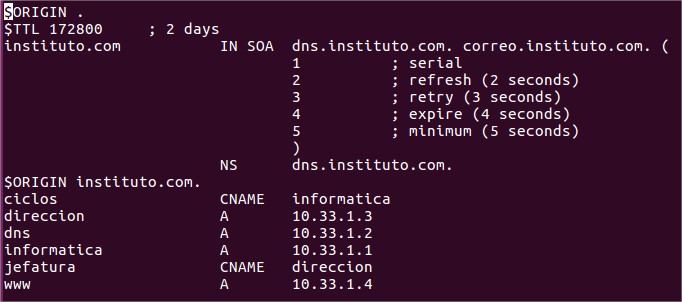 $ORIGIN .
$TTL 172800     ; 2 days
instituto.com           IN SOA  dns.instituto.com. correo.instituto.com. (
                                1          ; serial
                                2          ; refresh (2 seconds)
                                3          ; retry (3 seconds)
                                4          ; expire (4 seconds)
                                5          ; minimum (5 seconds)
                                )
                        NS      dns.instituto.com.
$ORIGIN instituto.com.
ciclos                  CNAME   informatica
direccion               A       10.33.1.3
dns                     A       10.33.1.2
informatica             A       10.33.1.1
jefatura                CNAME   direccion
www                     A       10.33.1.4